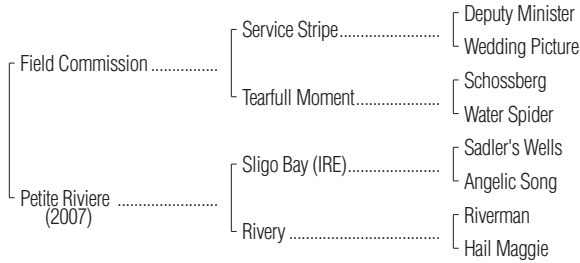 Deputy Minister
Service Stripe
Wedding Picture
Field Commission
Schossberg
Tearfull Moment
Water Spider
Sadler's Wells
Sligo Bay (IRE)
Angelic Song
Petite Riviere
(2007)
Riverman
Rivery
Hail Maggie